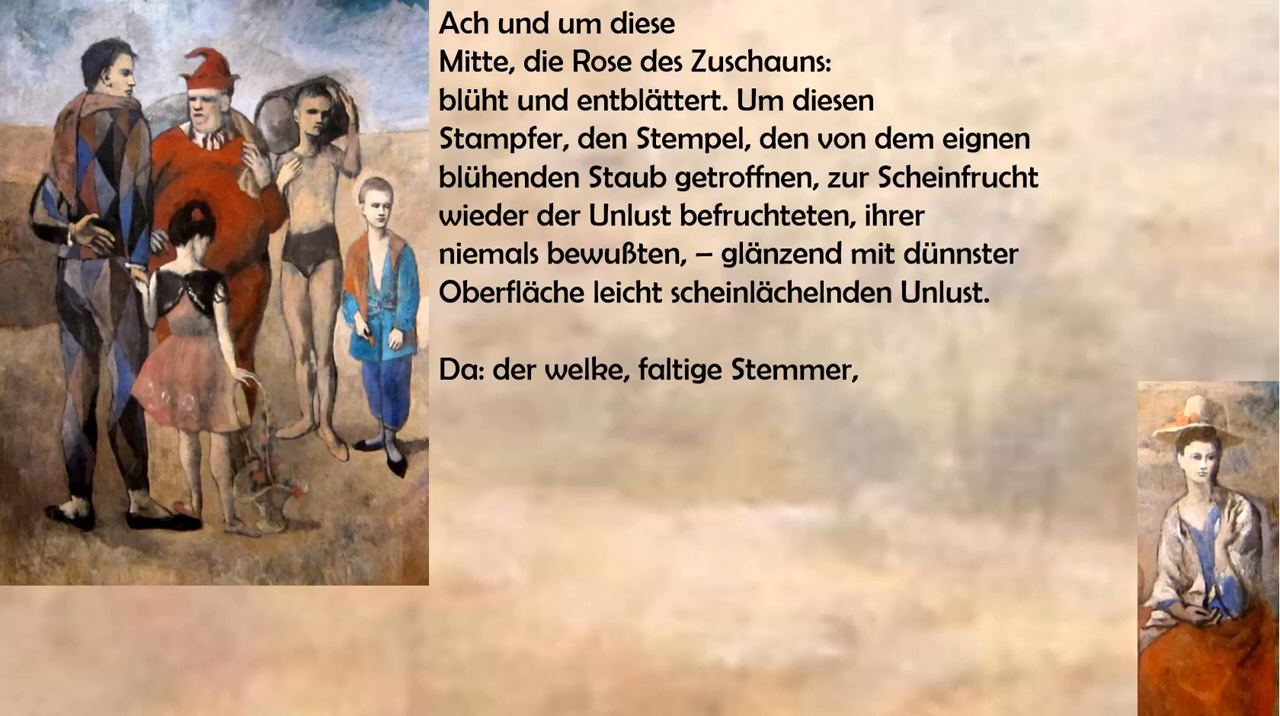 Ach und um diese
Mitte, die Rose des Zuschauns:
blüht und entblättert. Um diesen
Stampfer, den Stempel, den von dem eignen
blühenden Staub getroffnen, zur Scheinfrucht
wieder der Unlust befruchteten, ihrer
niemals bewußten, – glänzend mit dünnster
Oberfläche leicht scheinlächelnden Unlust.

Da: der welke, faltige Stemmer,